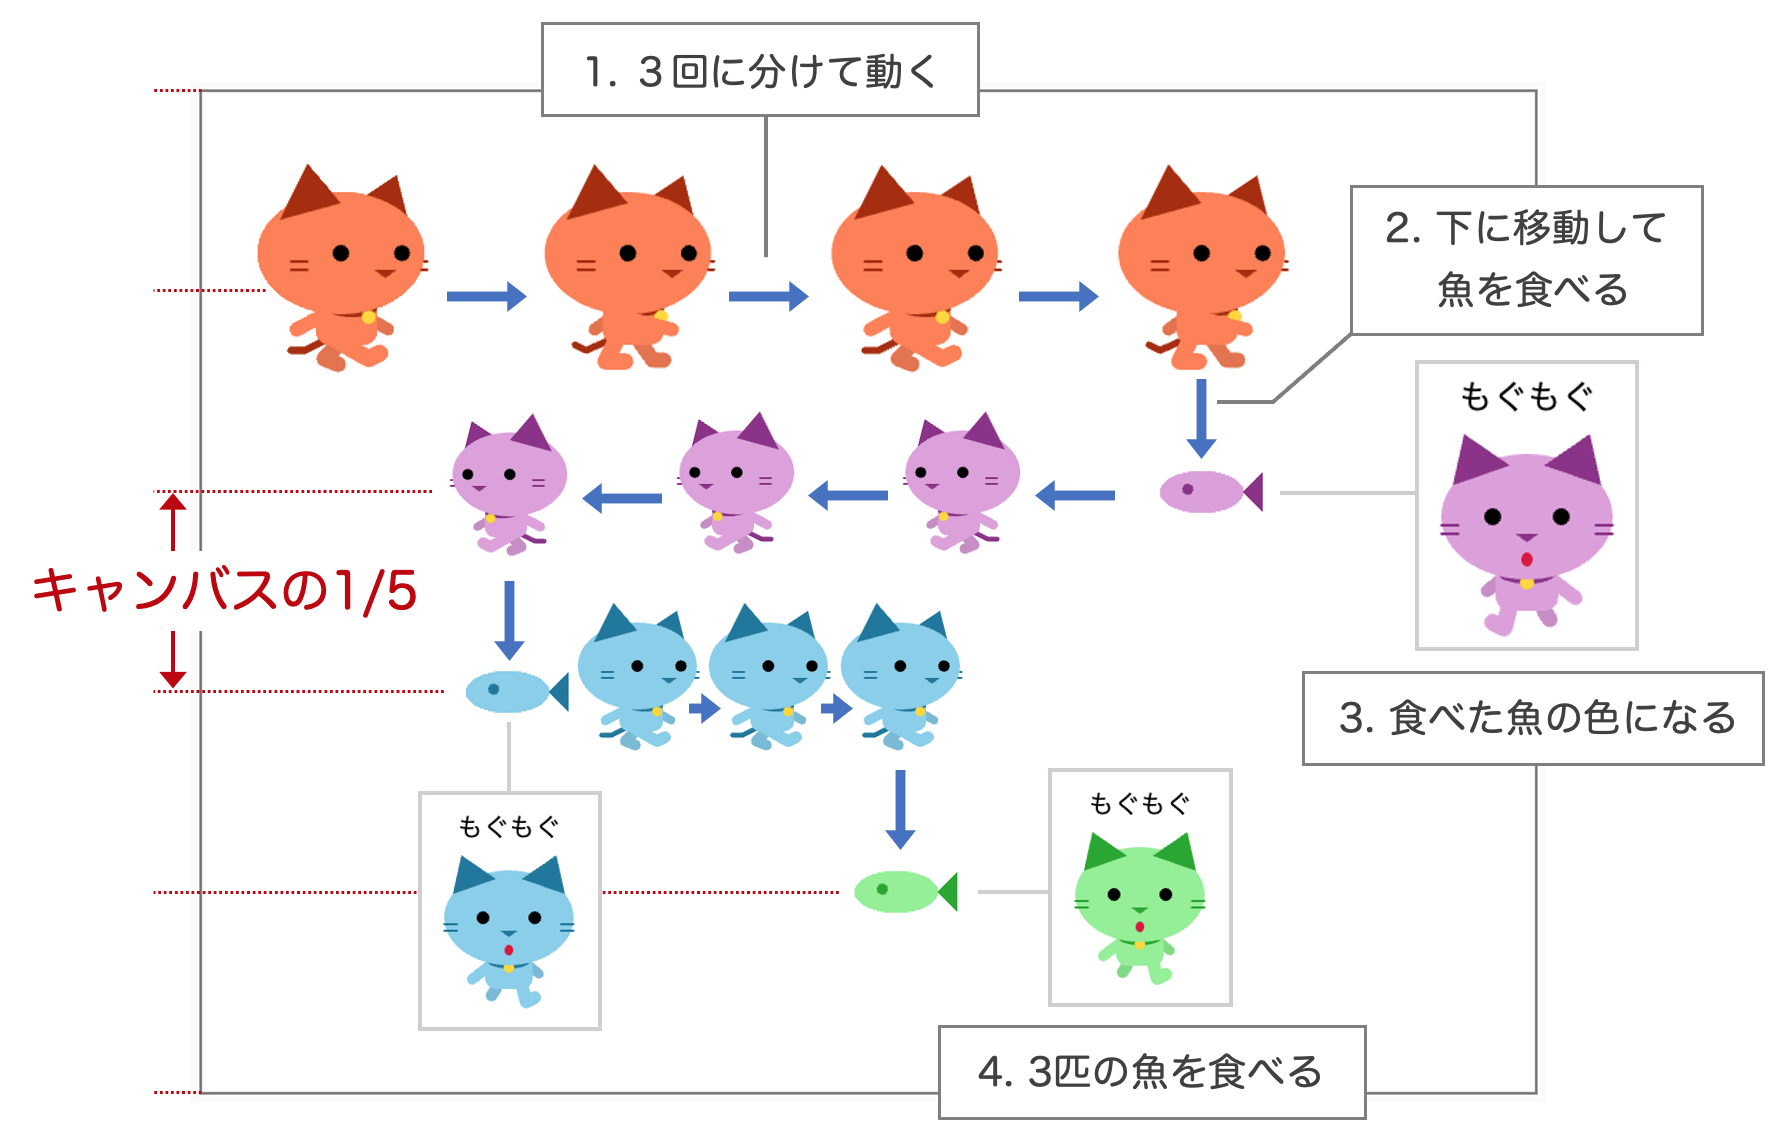 1. 3回に分けて動く
2. 下に移動して
魚を食べる
もぐもぐ
キャンバスの1/5
3. 食べた魚の色になる
もぐもぐ
もぐもぐ
4. 3匹の魚を食べる